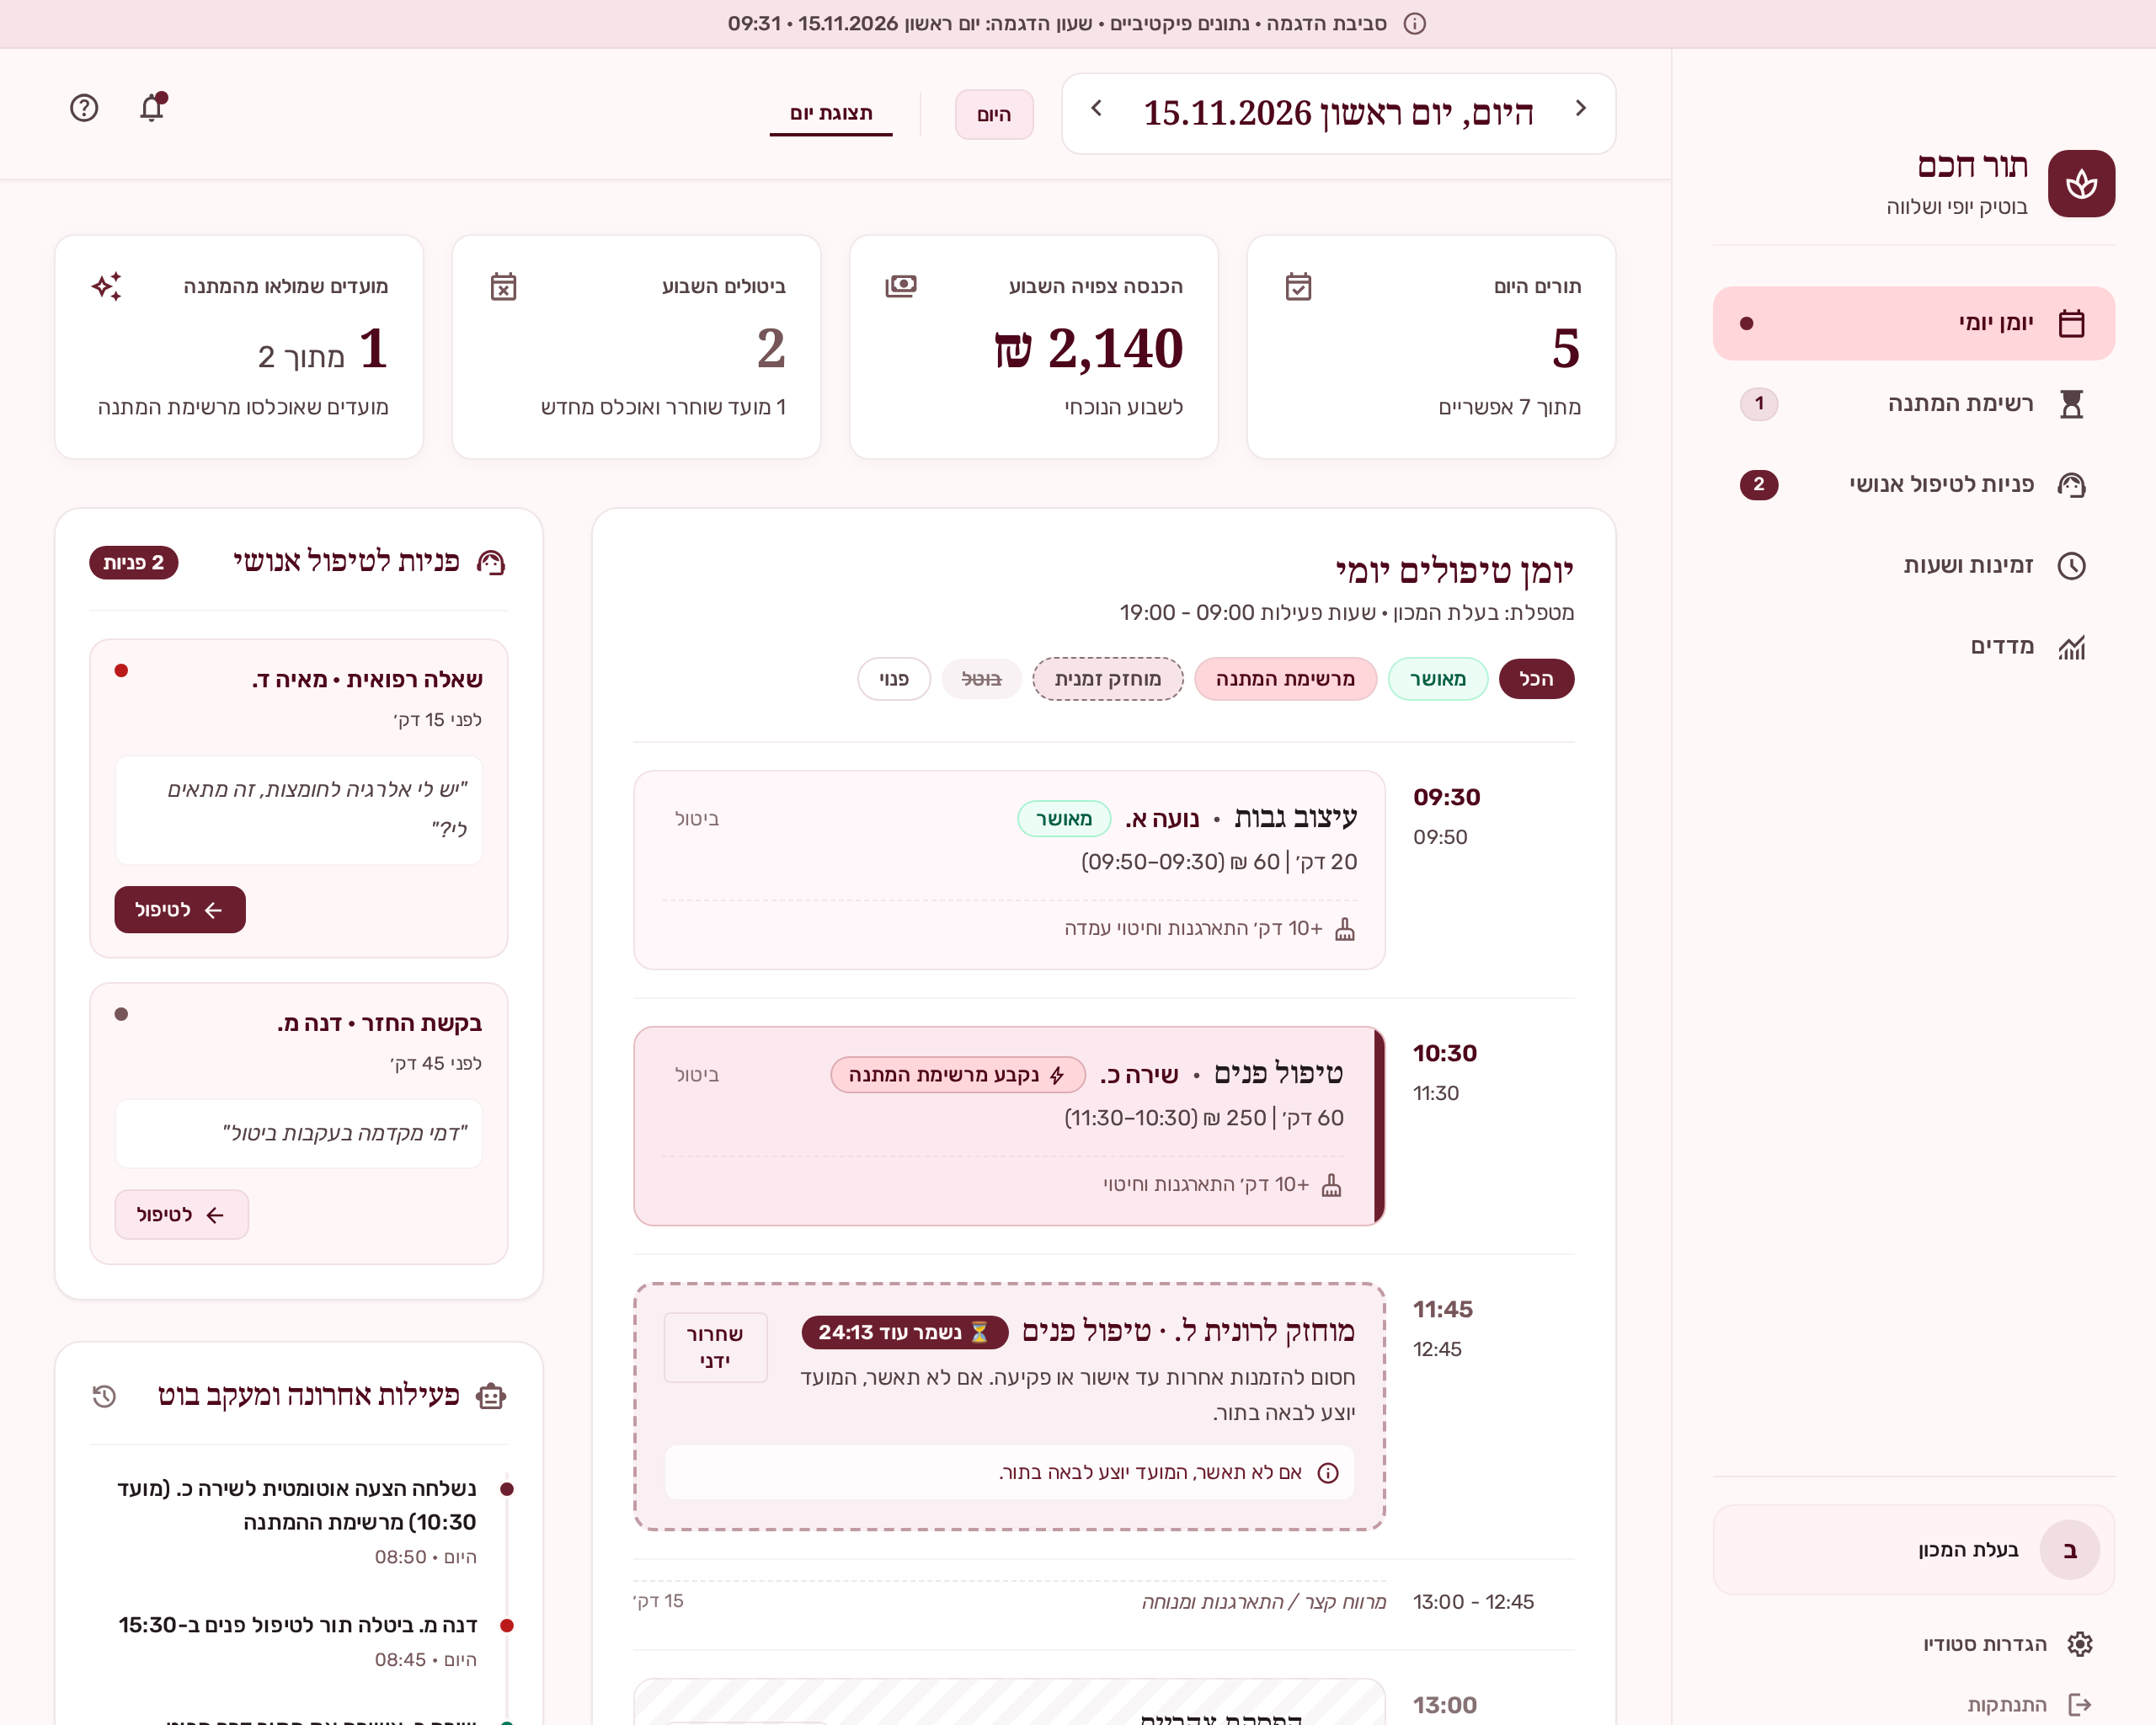 סביבת הדגמה • נתונים פיקטיביים • שעון הדגמה: יום ראשון 15.11.2026 • 09:31
תור חכם
בוטיק יופי ושלווה
יומן יומי
רשימת המתנה
1
פניות לטיפול אנושי
2
זמינות ושעות
מדדים
בעלת המכון
ב
הגדרות סטודיו
התנתקות
היום, יום ראשון 15.11.2026
היום
תצוגת יום
תורים היום
5
מתוך 7 אפשריים
הכנסה צפויה השבוע
2,140 ₪
לשבוע הנוכחי
ביטולים השבוע
2
1 מועד שוחרר ואוכלס מחדש
מועדים שמולאו מהמתנה
1 מתוך 2
מועדים שאוכלסו מרשימת המתנה
יומן טיפולים יומי
מטפלת: בעלת המכון • שעות פעילות 09:00 - 19:00
הכל
מאושר
מרשימת המתנה
מוחזק זמנית
בוטל
פנוי
09:30
09:50
עיצוב גבות • נועה א. מאושר
ביטול
20 דק׳ | 60 ₪ (09:30–09:50)
+10 דק׳ התארגנות וחיטוי עמדה
10:30
11:30
טיפול פנים • שירה כ. נקבע מרשימת המתנה
ביטול
60 דק׳ | 250 ₪ (10:30–11:30)
+10 דק׳ התארגנות וחיטוי
11:45
12:45
מוחזק לרונית ל. · טיפול פנים ⏳ נשמר עוד 24:13
שחרור
ידני
חסום להזמנות אחרות עד אישור או פקיעה. אם לא תאשר, המועד
יוצע לבאה בתור.
אם לא תאשר, המועד יוצע לבאה בתור.
12:45 - 13:00
מרווח קצר / התארגנות ומנוחה
15 דק׳
13:00
הפסקת צהריים
פניות לטיפול אנושי
2 פניות
שאלה רפואית • מאיה ד.
לפני 15 דק׳
"יש לי אלרגיה לחומצות, זה מתאים
לי?"
לטיפול
בקשת החזר • דנה מ.
לפני 45 דק׳
"דמי מקדמה בעקבות ביטול"
לטיפול
פעילות אחרונה ומעקב בוט
נשלחה הצעה אוטומטית לשירה כ. (מועד
10:30) מרשימת ההמתנה
היום • 08:50
דנה מ. ביטלה תור לטיפול פנים ב-15:30
היום • 08:45